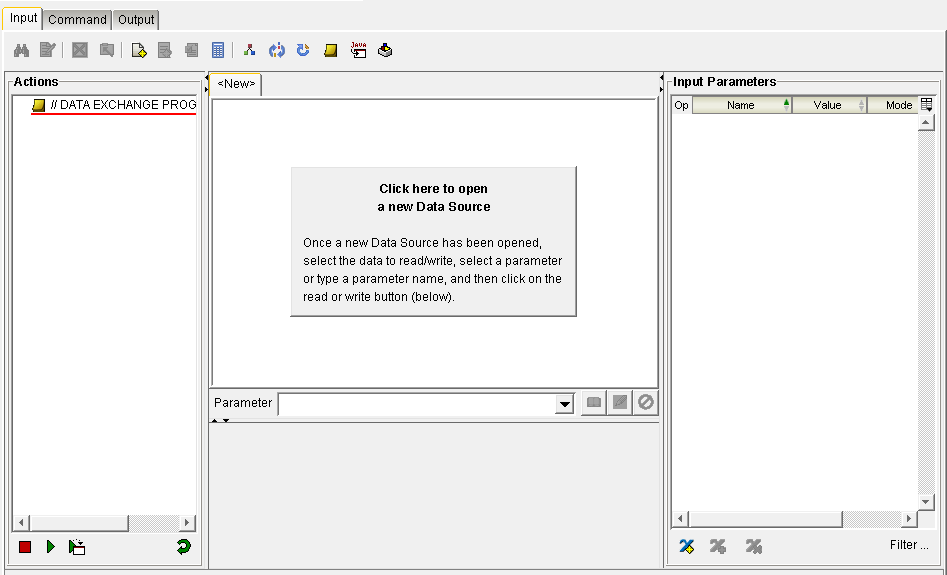 Input Command Output
JAVA
Actions
<New>
Input Parameters
// DATA EXCHANGE PROG
Op Name Value Mode
Click here to open
a new Data Source
Once a new Data Source has been opened,
select the data to read/write, select a parameter
or type a parameter name, and then click on the
read or write button (below).
Parameter
Filter ...